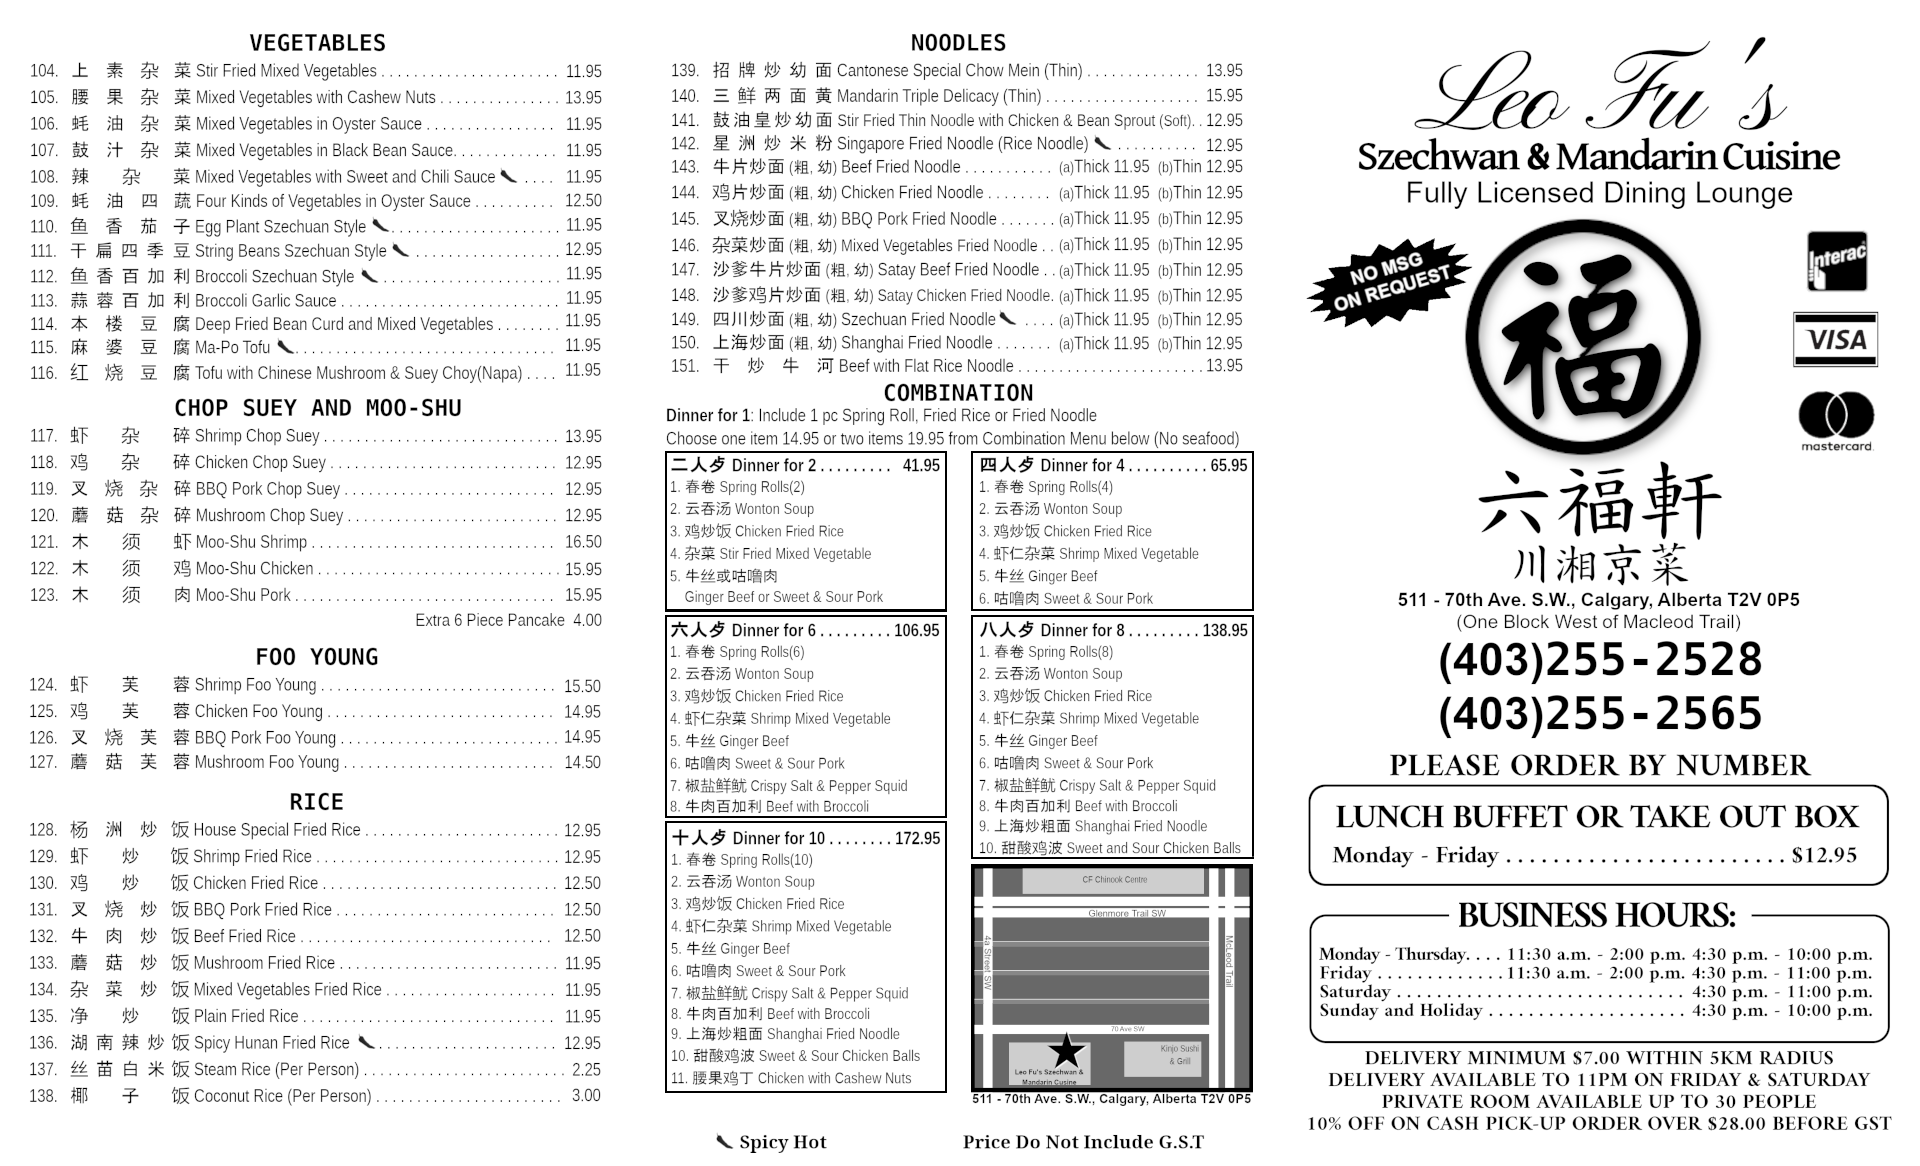 VEGETABLES
104. 上素杂菜 Stir Fried Mixed Vegetables . . . . . . . . . . . . . . . . . . . . . . 11.95
105. 腰果杂菜 Mixed Vegetables with Cashew Nuts . . . . . . . . . . . . . . . 13.95
106. 蚝油杂菜 Mixed Vegetables in Oyster Sauce . . . . . . . . . . . . . . . . 11.95
107. 鼓汁杂菜 Mixed Vegetables in Black Bean Sauce. . . . . . . . . . . . . 11.95
108. 辣杂菜 Mixed Vegetables with Sweet and Chili Sauce . . . . 11.95
109. 蚝油四蔬 Four Kinds of Vegetables in Oyster Sauce . . . . . . . . . . 12.50
110. 鱼香茄子 Egg Plant Szechuan Style . . . . . . . . . . . . . . . . . . . . . 11.95
111. 干扁四季豆 String Beans Szechuan Style . . . . . . . . . . . . . . . . . . 12.95
112. 鱼香百加利 Broccoli Szechuan Style . . . . . . . . . . . . . . . . . . . . . . 11.95
113. 蒜蓉百加利 Broccoli Garlic Sauce . . . . . . . . . . . . . . . . . . . . . . . . . . . 11.95
114. 本楼豆腐 Deep Fried Bean Curd and Mixed Vegetables . . . . . . . . 11.95
115. 麻婆豆腐 Ma-Po Tofu . . . . . . . . . . . . . . . . . . . . . . . . . . . . . . . . 11.95
116. 红烧豆腐 Tofu with Chinese Mushroom & Suey Choy(Napa) . . . . 11.95
CHOP SUEY AND MOO-SHU
117. 虾杂碎 Shrimp Chop Suey . . . . . . . . . . . . . . . . . . . . . . . . . . . . 13.95
118. 鸡杂碎 Chicken Chop Suey . . . . . . . . . . . . . . . . . . . . . . . . . . . 12.95
119. 叉烧杂碎 BBQ Pork Chop Suey . . . . . . . . . . . . . . . . . . . . . . . . . . 12.95
120. 蘑菇杂碎 Mushroom Chop Suey . . . . . . . . . . . . . . . . . . . . . . . . . 12.95
121. 木须虾 Moo-Shu Shrimp . . . . . . . . . . . . . . . . . . . . . . . . . . . . . 16.50
122. 木须鸡 Moo-Shu Chicken . . . . . . . . . . . . . . . . . . . . . . . . . . . . . 15.95
123. 木须肉 Moo-Shu Pork . . . . . . . . . . . . . . . . . . . . . . . . . . . . . . . 15.95
Extra 6 Piece Pancake 4.00
FOO YOUNG
124. 虾芙蓉 Shrimp Foo Young . . . . . . . . . . . . . . . . . . . . . . . . . . . . 15.50
125. 鸡芙蓉 Chicken Foo Young . . . . . . . . . . . . . . . . . . . . . . . . . . . 14.95
126. 叉烧芙蓉 BBQ Pork Foo Young . . . . . . . . . . . . . . . . . . . . . . . . . . 14.95
127. 蘑菇芙蓉 Mushroom Foo Young . . . . . . . . . . . . . . . . . . . . . . . . . 14.50
RICE
128. 杨洲炒饭 House Special Fried Rice . . . . . . . . . . . . . . . . . . . . . . . . 12.95
129. 虾炒饭 Shrimp Fried Rice . . . . . . . . . . . . . . . . . . . . . . . . . . . . . 12.95
130. 鸡炒饭 Chicken Fried Rice . . . . . . . . . . . . . . . . . . . . . . . . . . . . 12.50
131. 叉烧炒饭 BBQ Pork Fried Rice . . . . . . . . . . . . . . . . . . . . . . . . . . . 12.50
132. 牛肉炒饭 Beef Fried Rice . . . . . . . . . . . . . . . . . . . . . . . . . . . . . . . 12.50
133. 蘑菇炒饭 Mushroom Fried Rice . . . . . . . . . . . . . . . . . . . . . . . . . . 11.95
134. 杂菜炒饭 Mixed Vegetables Fried Rice . . . . . . . . . . . . . . . . . . . . . 11.95
135. 净炒饭 Plain Fried Rice . . . . . . . . . . . . . . . . . . . . . . . . . . . . . . . 11.95
136. 湖南辣炒饭 Spicy Hunan Fried Rice . . . . . . . . . . . . . . . . . . . . . . . 12.95
137. 丝苗白米饭 Steam Rice (Per Person) . . . . . . . . . . . . . . . . . . . . . . . . . 2.25
138. 椰子饭 Coconut Rice (Per Person) . . . . . . . . . . . . . . . . . . . . . . . 3.00
NOODLES
139. 招牌炒幼面 Cantonese Special Chow Mein (Thin) . . . . . . . . . . . . . . 13.95
140. 三鲜两面黄 Mandarin Triple Delicacy (Thin) . . . . . . . . . . . . . . . . . . . 15.95
141. 鼓油皇炒幼面 Stir Fried Thin Noodle with Chicken & Bean Sprout (Soft). . 12.95
142. 星洲炒米粉 Singapore Fried Noodle (Rice Noodle) . . . . . . . . . . 12.95
143. 牛片炒面 (粗, 幼) Beef Fried Noodle . . . . . . . . . . . (a)Thick 11.95 (b)Thin 12.95
144. 鸡片炒面 (粗, 幼) Chicken Fried Noodle . . . . . . . . (a)Thick 11.95 (b)Thin 12.95
145. 叉烧炒面 (粗, 幼) BBQ Pork Fried Noodle . . . . . . . (a)Thick 11.95 (b)Thin 12.95
146. 杂菜炒面 (粗, 幼) Mixed Vegetables Fried Noodle . . (a)Thick 11.95 (b)Thin 12.95
147. 沙爹牛片炒面 (粗, 幼) Satay Beef Fried Noodle . . (a)Thick 11.95 (b)Thin 12.95
148. 沙爹鸡片炒面 (粗, 幼) Satay Chicken Fried Noodle. (a)Thick 11.95 (b)Thin 12.95
149. 四川炒面 (粗, 幼) Szechuan Fried Noodle . . . . (a)Thick 11.95 (b)Thin 12.95
150. 上海炒面 (粗, 幼) Shanghai Fried Noodle . . . . . . . (a)Thick 11.95 (b)Thin 12.95
151. 干炒牛河 Beef with Flat Rice Noodle . . . . . . . . . . . . . . . . . . . . . . . 13.95
COMBINATION
Dinner for 1: Include 1 pc Spring Roll, Fried Rice or Fried Noodle
Choose one item 14.95 or two items 19.95 from Combination Menu below (No seafood)
二人歺 Dinner for 2 . . . . . . . . . 41.95
1. 春卷 Spring Rolls(2)
2. 云吞汤 Wonton Soup
3. 鸡炒饭 Chicken Fried Rice
4. 杂菜 Stir Fried Mixed Vegetable
5. 牛丝或咕噜肉
Ginger Beef or Sweet & Sour Pork
四人歺 Dinner for 4 . . . . . . . . . . 65.95
1. 春卷 Spring Rolls(4)
2. 云吞汤 Wonton Soup
3. 鸡炒饭 Chicken Fried Rice
4. 虾仁杂菜 Shrimp Mixed Vegetable
5. 牛丝 Ginger Beef
6. 咕噜肉 Sweet & Sour Pork
六人歺 Dinner for 6 . . . . . . . . . 106.95
1. 春卷 Spring Rolls(6)
2. 云吞汤 Wonton Soup
3. 鸡炒饭 Chicken Fried Rice
4. 虾仁杂菜 Shrimp Mixed Vegetable
5. 牛丝 Ginger Beef
6. 咕噜肉 Sweet & Sour Pork
7. 椒盐鲜鱿 Crispy Salt & Pepper Squid
8. 牛肉百加利 Beef with Broccoli
八人歺 Dinner for 8 . . . . . . . . . 138.95
1. 春卷 Spring Rolls(8)
2. 云吞汤 Wonton Soup
3. 鸡炒饭 Chicken Fried Rice
4. 虾仁杂菜 Shrimp Mixed Vegetable
5. 牛丝 Ginger Beef
6. 咕噜肉 Sweet & Sour Pork
7. 椒盐鲜鱿 Crispy Salt & Pepper Squid
8. 牛肉百加利 Beef with Broccoli
9. 上海炒粗面 Shanghai Fried Noodle
10. 甜酸鸡波 Sweet and Sour Chicken Balls
十人歺 Dinner for 10 . . . . . . . . 172.95
1. 春卷 Spring Rolls(10)
2. 云吞汤 Wonton Soup
3. 鸡炒饭 Chicken Fried Rice
4. 虾仁杂菜 Shrimp Mixed Vegetable
5. 牛丝 Ginger Beef
6. 咕噜肉 Sweet & Sour Pork
7. 椒盐鲜鱿 Crispy Salt & Pepper Squid
8. 牛肉百加利 Beef with Broccoli
9. 上海炒粗面 Shanghai Fried Noodle
10. 甜酸鸡波 Sweet & Sour Chicken Balls
11. 腰果鸡丁 Chicken with Cashew Nuts
CF Chinook Centre
Glenmore Trail SW
4a Street SW
McLeod Trail
70 Ave SW
Kinjo Sushi
& Grill
Leo Fu's Szechwan &
Mandarin Cusine
511 - 70th Ave. S.W., Calgary, Alberta T2V 0P5
Spicy Hot
Price Do Not Include G.S.T
Leo Fu's
Szechwan & Mandarin Cuisine
Fully Licensed Dining Lounge
NO MSG
ON REQUEST
福
Interac
VISA
mastercard.
六福軒
川湘京菜
511 - 70th Ave. S.W., Calgary, Alberta T2V 0P5
(One Block West of Macleod Trail)
(403)255-2528
(403)255-2565
PLEASE ORDER BY NUMBER
LUNCH BUFFET OR TAKE OUT BOX
Monday - Friday . . . . . . . . . . . . . . . . . . . . . . . . $12.95
BUSINESS HOURS:
Monday - Thursday. . . . 11:30 a.m. - 2:00 p.m. 4:30 p.m. - 10:00 p.m.
Friday . . . . . . . . . . . . . 11:30 a.m. - 2:00 p.m. 4:30 p.m. - 11:00 p.m.
Saturday . . . . . . . . . . . . . . . . . . . . . . . . . . . . . 4:30 p.m. - 11:00 p.m.
Sunday and Holiday . . . . . . . . . . . . . . . . . . . . 4:30 p.m. - 10:00 p.m.
DELIVERY MINIMUM $7.00 WITHIN 5KM RADIUS
DELIVERY AVAILABLE TO 11PM ON FRIDAY & SATURDAY
PRIVATE ROOM AVAILABLE UP TO 30 PEOPLE
10% OFF ON CASH PICK-UP ORDER OVER $28.00 BEFORE GST